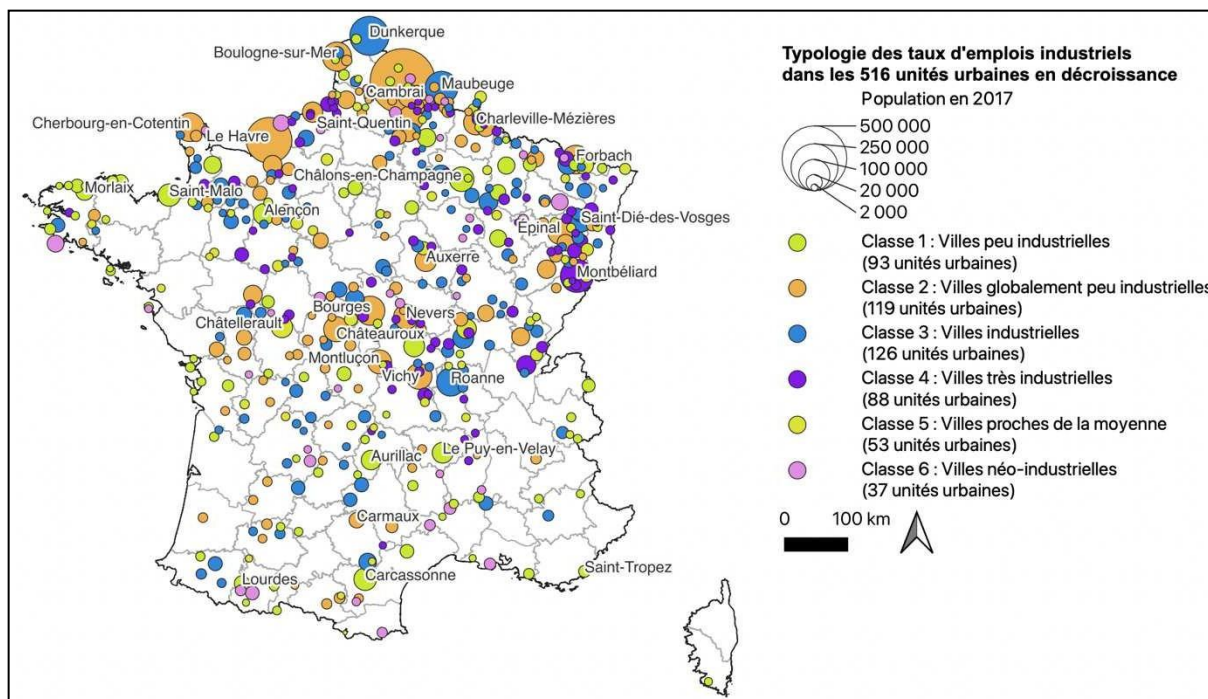 Dunkerque
Boulogne-sur-Mer
Maubeuge
Cambrai
Cherbourg-en-Cotentin
Saint-Quentin
Charleville-Mézières
Le Havre
Forbach
Châlons-en-Champagne
Morlaix
Saint-Malo
Alençon
Saint-Dié-des-Vosges
Épinal
Auxerre
Montbéliard
Bourges
Nevers
Châtellerault
Châteauroux
Montluçon
Vichy
Roanne
Aurillac
Le Puy-en-Velay
Carmaux
Lourdes
Carcassonne
Saint-Tropez
Typologie des taux d'emplois industriels
dans les 516 unités urbaines en décroissance
Population en 2017
500 000
250 000
100 000
20 000
2 000
Classe 1 : Villes peu industrielles
(93 unités urbaines)
Classe 2 : Villes globalement peu industrielles
(119 unités urbaines)
Classe 3 : Villes industrielles
(126 unités urbaines)
Classe 4 : Villes très industrielles
(88 unités urbaines)
Classe 5 : Villes proches de la moyenne
(53 unités urbaines)
Classe 6 : Villes néo-industrielles
(37 unités urbaines)
0 100 km